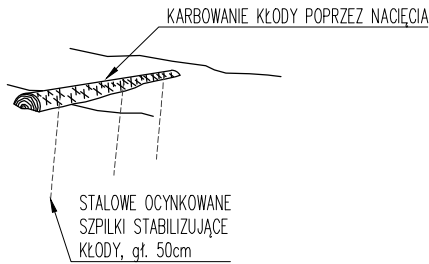 KARBOWANIE KŁODY POPRZEZ NACIĘCIA
STALOWE OCYNKOWANE
SZPILKI STABILIZUJĄCE
KŁODY, gł. 50cm